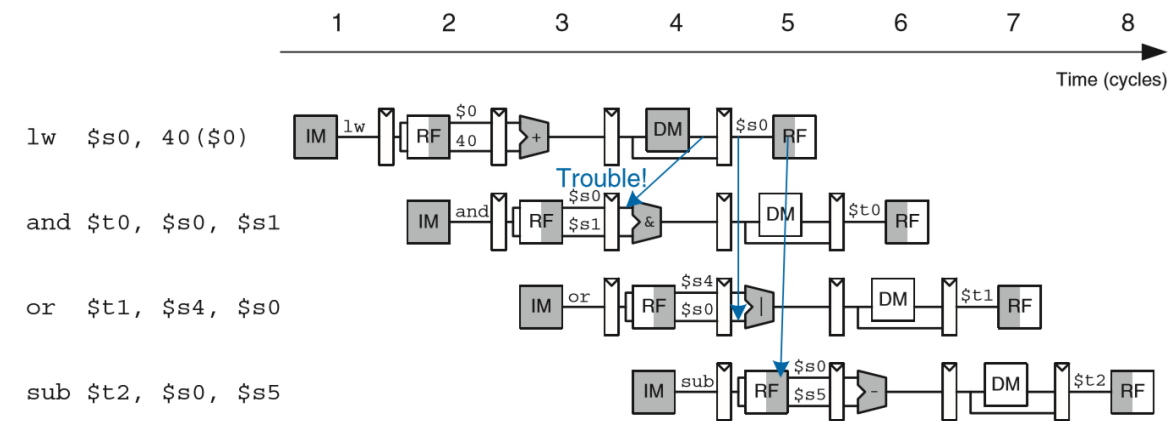 1 2 3 4 5 6 7 8
Time (cycles)
lw $s0, 40($0) IM lw RF $0 40 + DM $s0 RF
Trouble!
and $t0, $s0, $s1 IM and RF $s0 $s1 & DM $t0 RF
or $t1, $s4, $s0 IM or RF $s4 $s0 | DM $t1 RF
sub $t2, $s0, $s5 IM sub RF $s0 $s5 - DM $t2 RF